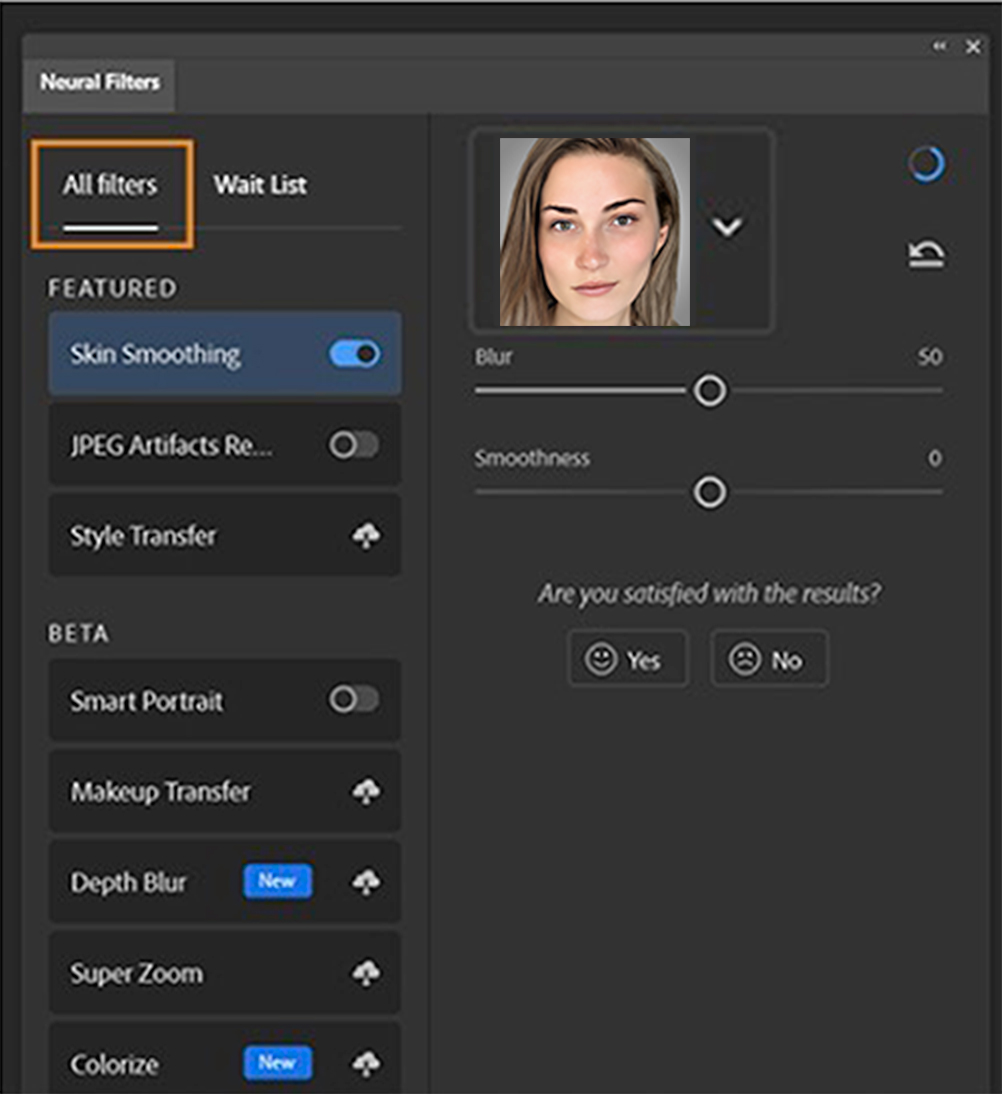 Neural Filters
All filters
Wait List
FEATURED
Skin Smoothing
JPEG Artifacts Re...
Style Transfer
BETA
Smart Portrait
Makeup Transfer
Depth Blur New
Super Zoom
Colorize New
Blur 50
Smoothness 0
Are you satisfied with the results?
Yes No